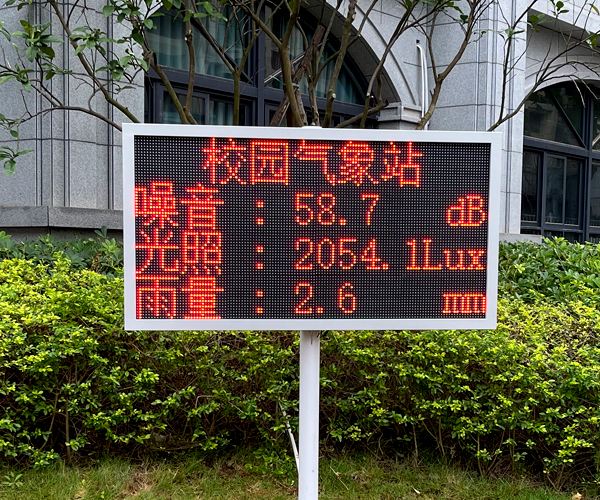 校园气象站
噪音 : 58.7 dB
光照 : 2054.1Lux
雨量 : 2.6 mm